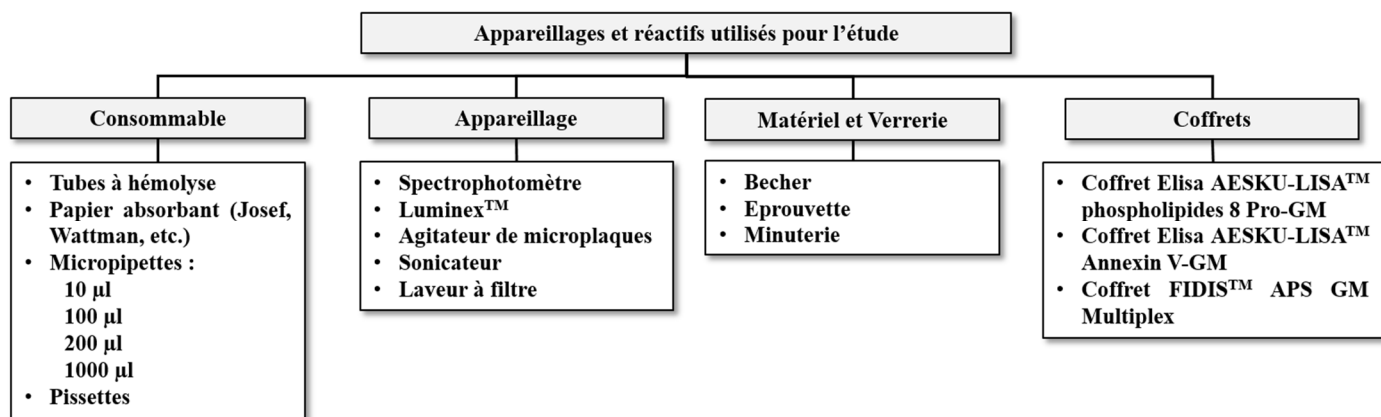 Appareillages et réactifs utilisés pour l’étude
Consommable
• Tubes à hémolyse
• Papier absorbant (Josef,
Wattman, etc.)
• Micropipettes :
10 µl
100 µl
200 µl
1000 µl
• Pissettes
Appareillage
• Spectrophotomètre
• Luminex™
• Agitateur de microplaques
• Sonicateur
• Laveur à filtre
Matériel et Verrerie
• Becher
• Eprouvette
• Minuterie
Coffrets
• Coffret Elisa AESKU-LISA™
phospholipides 8 Pro-GM
• Coffret Elisa AESKU-LISA™
Annexin V-GM
• Coffret FIDIS™ APS GM
Multiplex